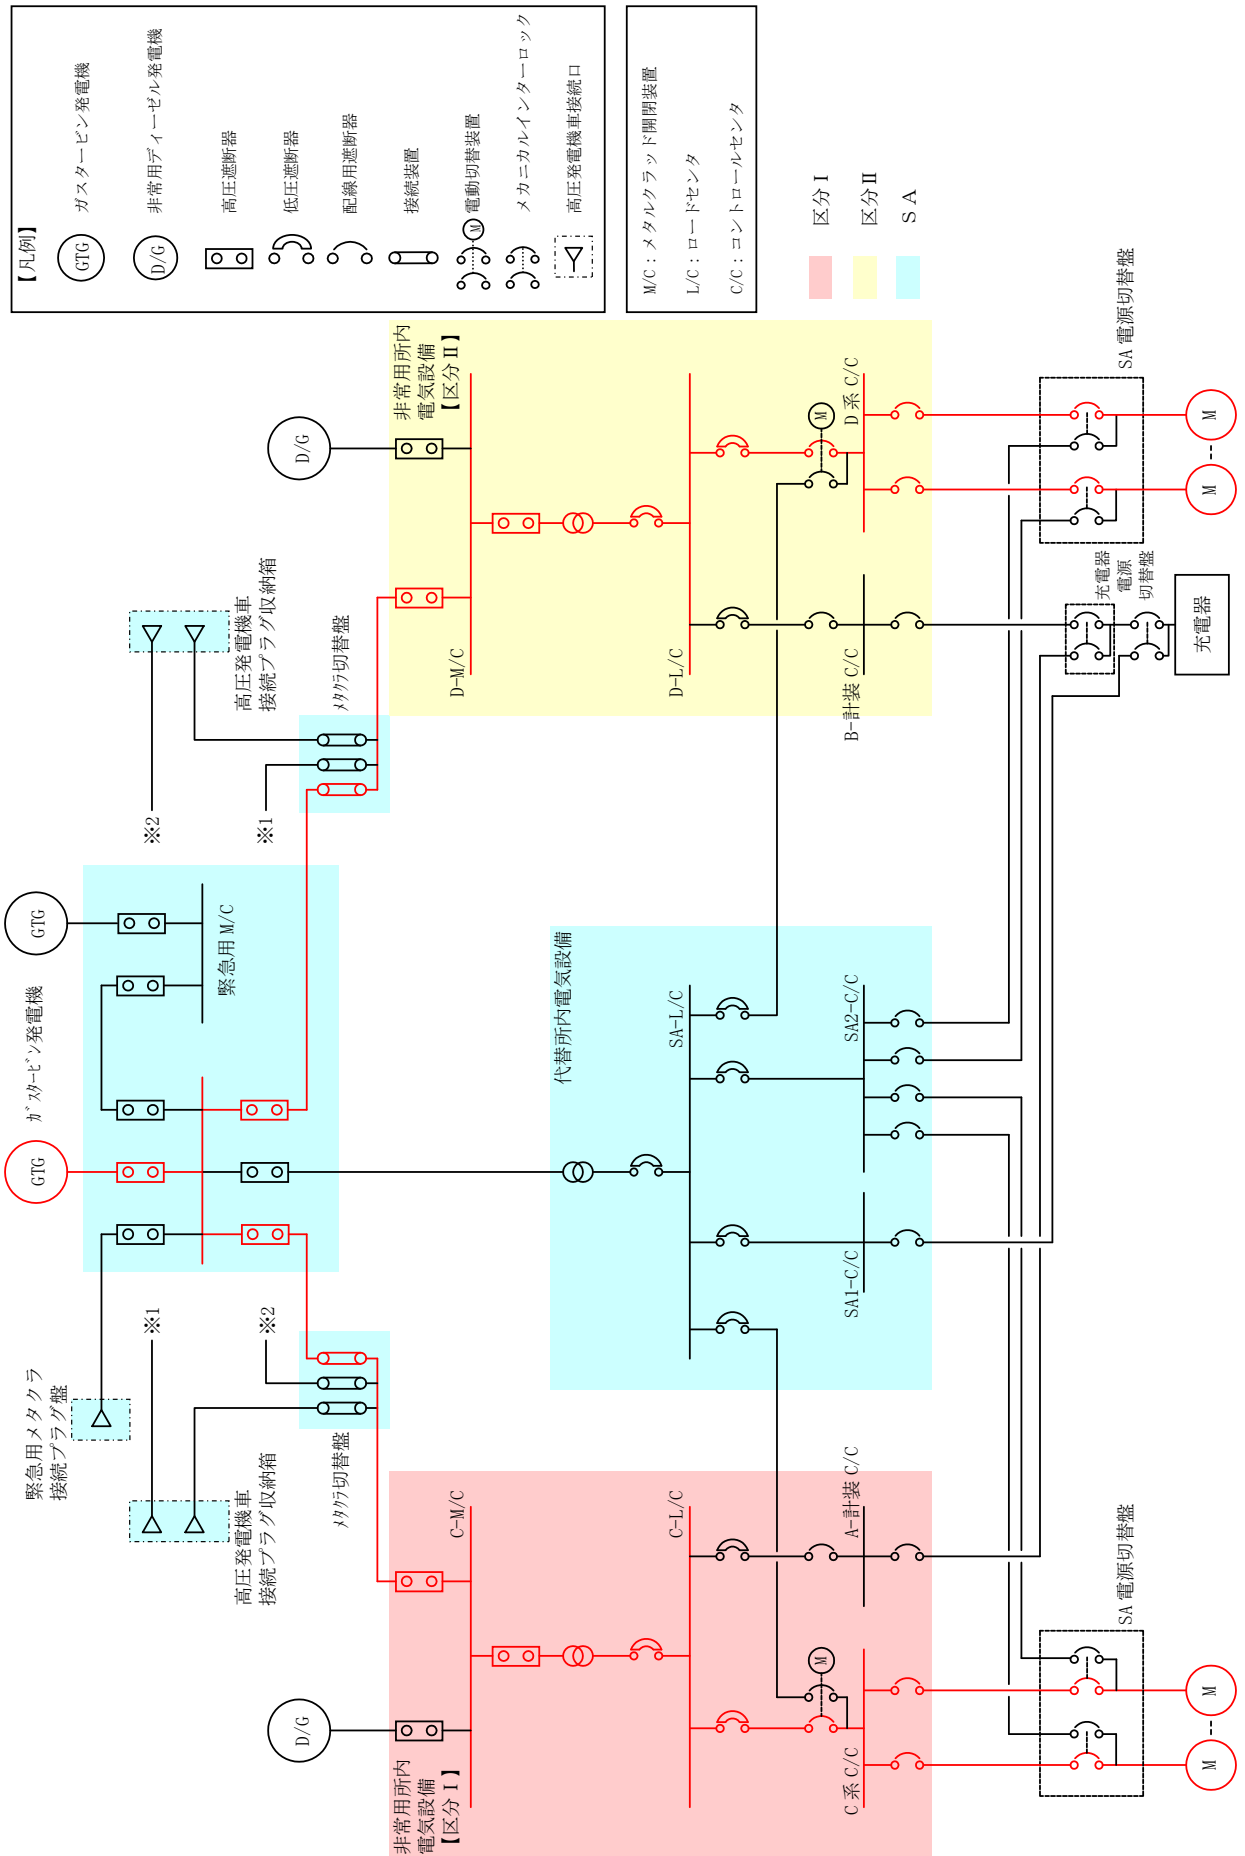 【凡例】
GTG
ガスタービン発電機
D/G
非常用ディーゼル発電機
高圧遮断器
低圧遮断器
配線用遮断器
接続装置
M
電動切替装置
メカニカルインターロック
高圧発電機車接続口
M/C：メタルクラッド開閉装置
L/C：ロードセンタ
C/C：コントロールセンタ
区分Ⅰ
区分Ⅱ
ＳＡ
緊急用メタクラ
接続プラグ盤
ｶﾞｽﾀｰﾋﾞﾝ発電機
GTG
GTG
緊急用 M/C
※1
※2
高圧発電機車
接続プラグ収納箱
ﾒﾀｸﾗ切替盤
※2
※1
高圧発電機車
接続プラグ収納箱
ﾒﾀｸﾗ切替盤
D/G
非常用所内
電気設備
【区分Ⅰ】
C-M/C
C-L/C
M
C 系 C/C
A-計装 C/C
代替所内電気設備
SA-L/C
SA1-C/C
SA2-C/C
D/G
非常用所内
電気設備
【区分Ⅱ】
D-M/C
D-L/C
M
B-計装 C/C
D 系 C/C
SA 電源切替盤
M
M
充電器
電源
切替盤
充電器
SA 電源切替盤
M
M